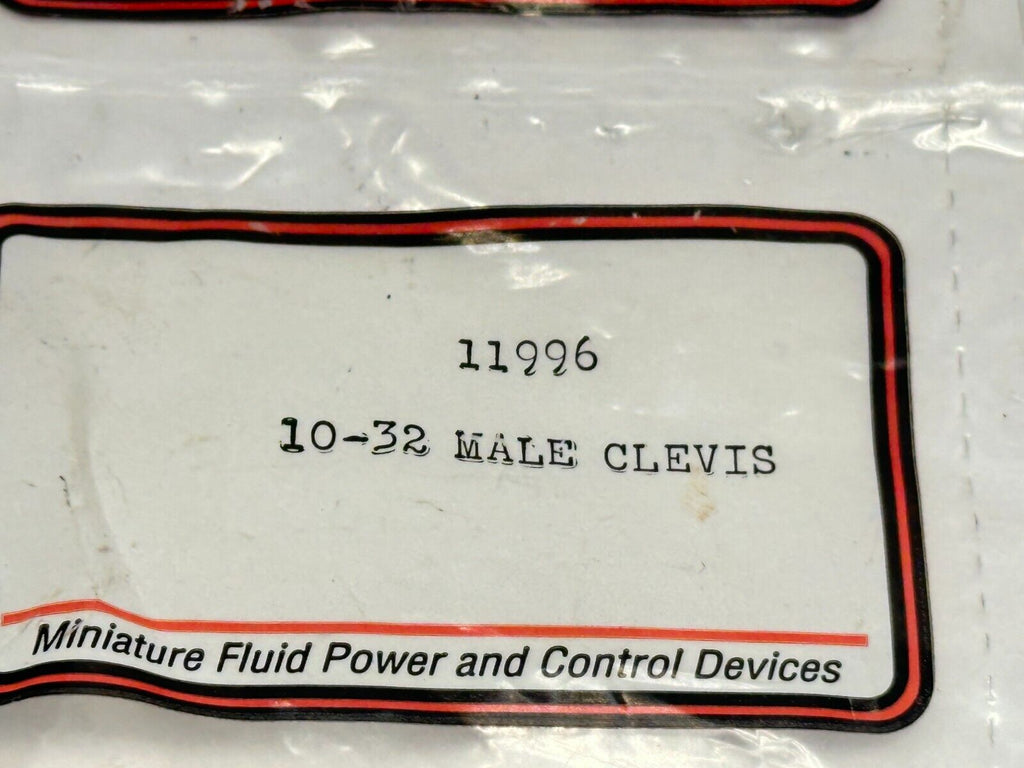 11996
10-32 MALE CLEVIS
Miniature Fluid Power and Control Devices